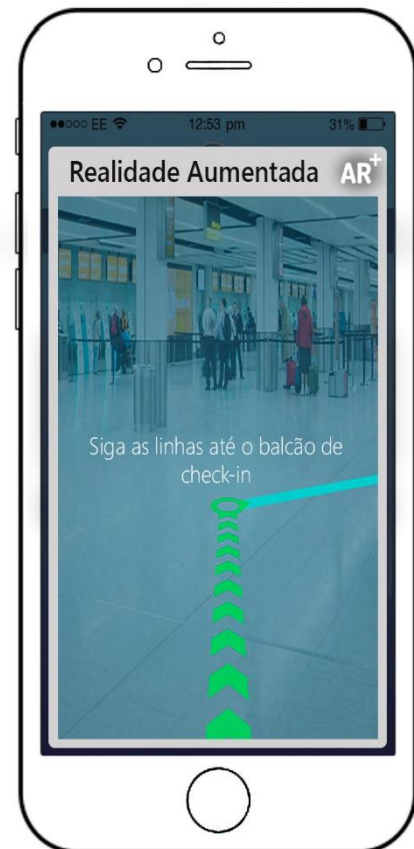 EE 12:53 pm 31%
Realidade Aumentada AR+
Siga as linhas até o balcão de
check-in